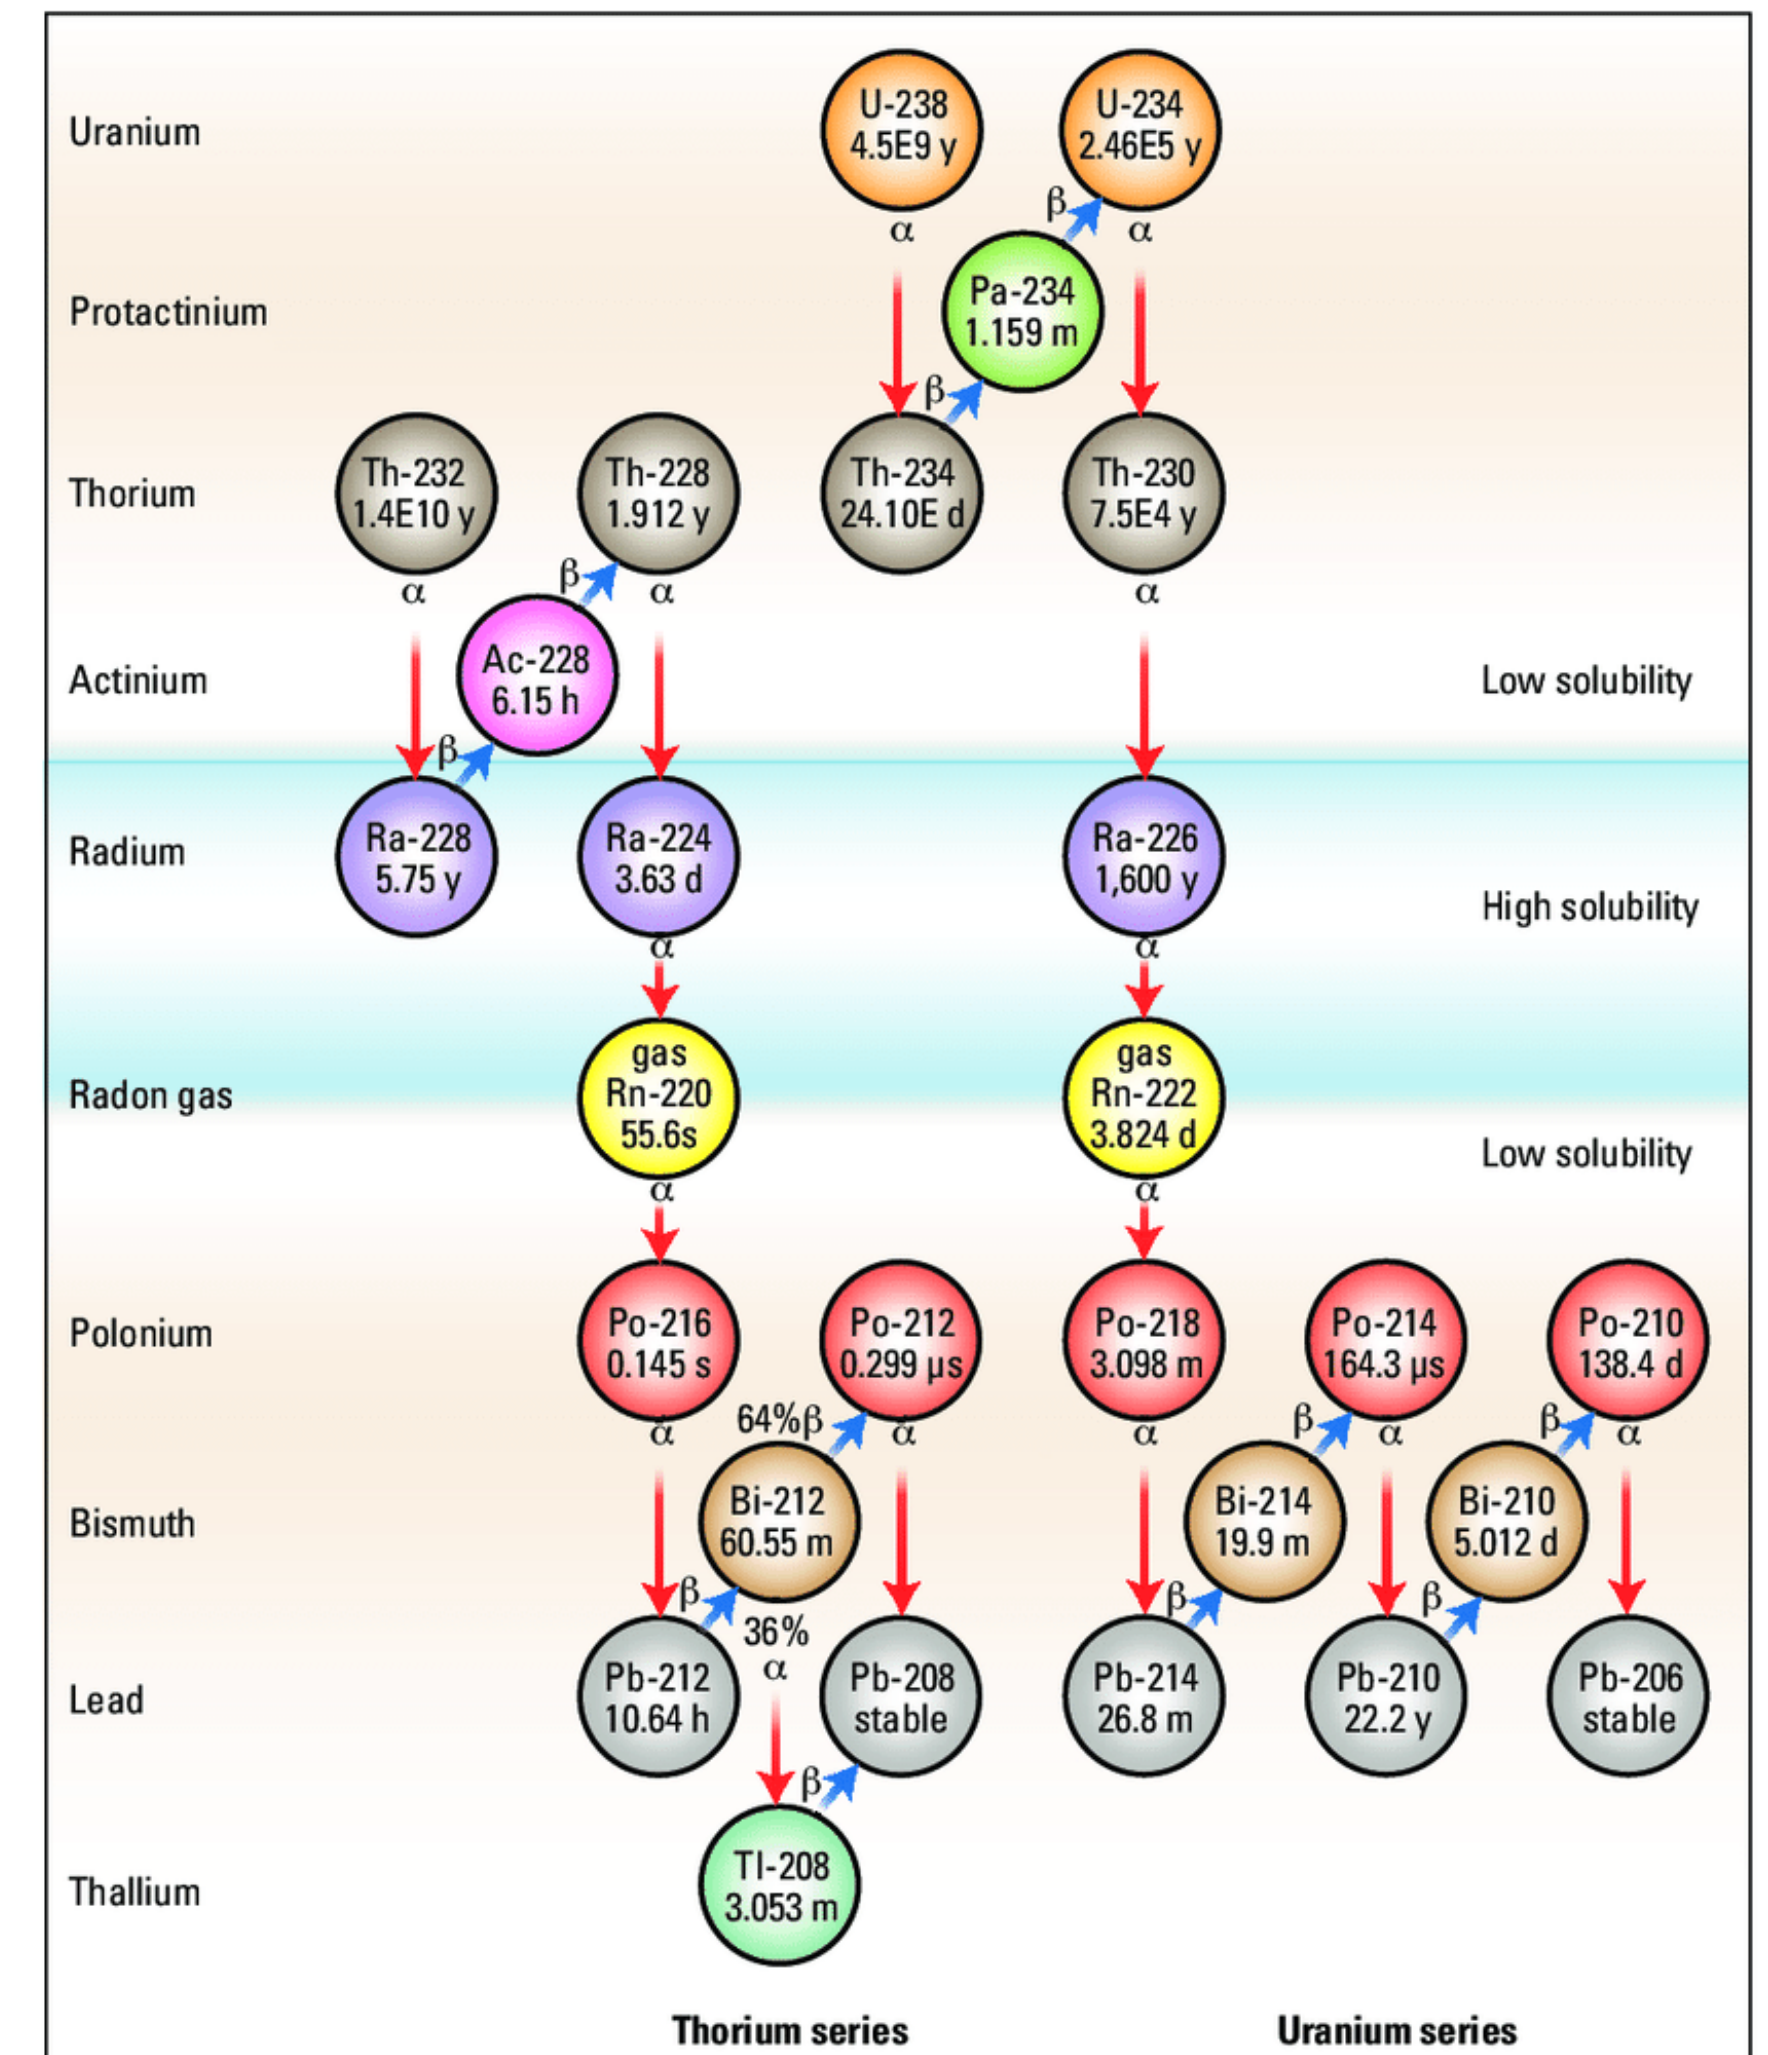 U-238
4.5E9 y
U-234
2.46E5 y
Uranium
β
α
α
Pa-234
1.159 m
Protactinium
β
Th-232
1.4E10 y
Th-228
1.912 y
Th-234
24.10E d
Th-230
7.5E4 y
Thorium
β
α
α
α
Ac-228
6.15 h
Actinium
Low solubility
β
Ra-228
5.75 y
Ra-224
3.63 d
Ra-226
1,600 y
Radium
High solubility
α
α
gas
Rn-220
55.6s
gas
Rn-222
3.824 d
Radon gas
Low solubility
α
α
Po-216
0.145 s
Po-212
0.299 µs
Po-218
3.098 m
Po-214
164.3 µs
Po-210
138.4 d
Polonium
64%β
β
β
α
α
α
α
α
Bi-212
60.55 m
Bi-214
19.9 m
Bi-210
5.012 d
Bismuth
β
β
β
36%
α
Pb-212
10.64 h
Pb-208
stable
Pb-214
26.8 m
Pb-210
22.2 y
Pb-206
stable
Lead
β
Tl-208
3.053 m
Thallium
Thorium series
Uranium series